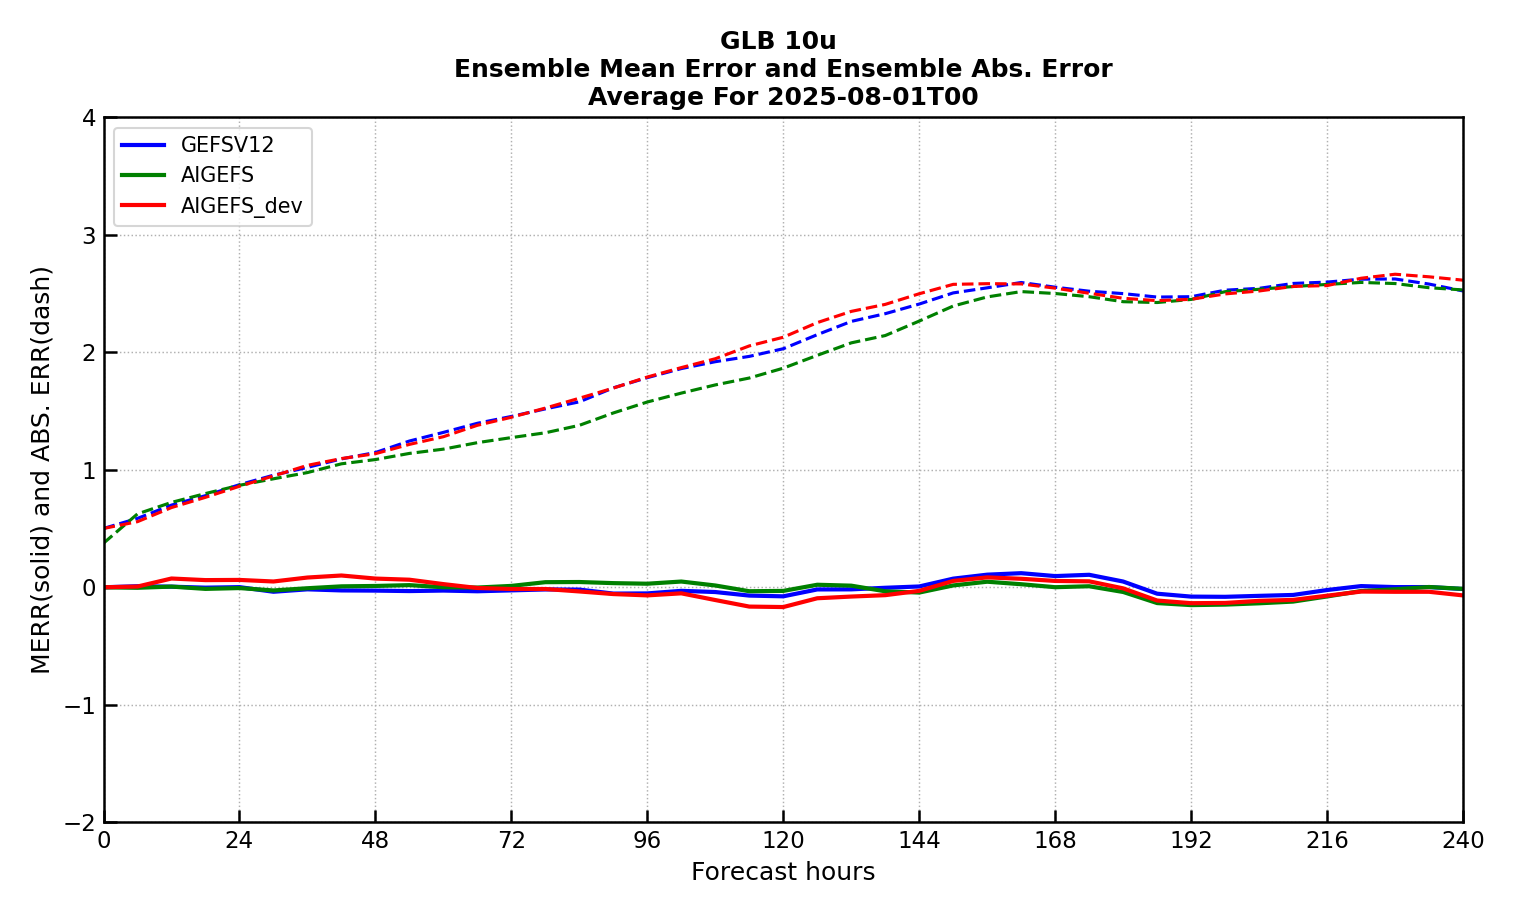 GLB 10u
Ensemble Mean Error and Ensemble Abs. Error
Average For 2025-08-01T00
MERR(solid) and ABS. ERR(dash)
4
3
2
1
0
−1
−2
GEFSV12
AIGEFS
AIGEFS_dev
0 24 48 72 96 120 144 168 192 216 240
Forecast hours